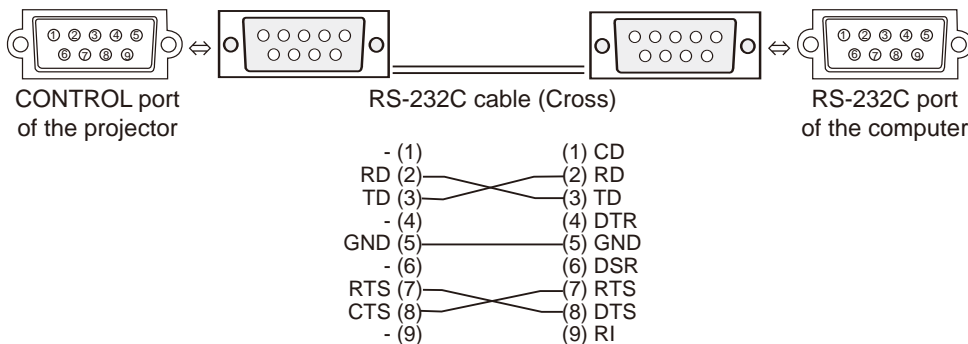 ① ② ③ ④ ⑤
⑥ ⑦ ⑧ ⑨
① ② ③ ④ ⑤
⑥ ⑦ ⑧ ⑨
CONTROL port
of the projector
RS-232C cable (Cross)
RS-232C port
of the computer
- (1) (1) CD
RD (2) (2) RD
TD (3) (3) TD
- (4) (4) DTR
GND (5) (5) GND
- (6) (6) DSR
RTS (7) (7) RTS
CTS (8) (8) DTS
- (9) (9) RI